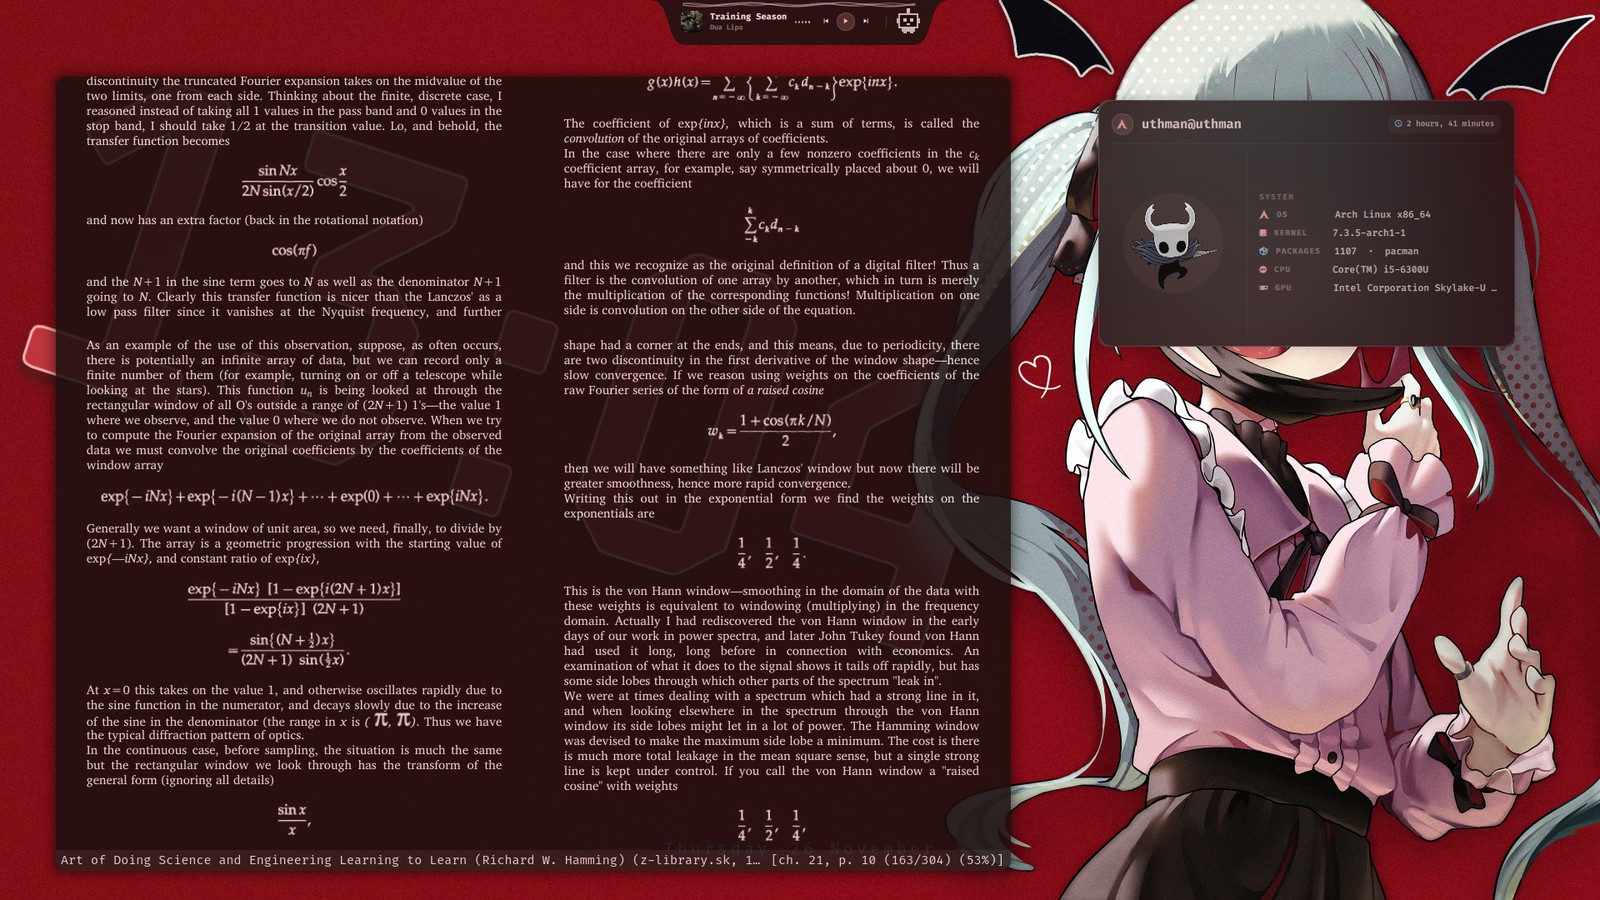 Training Season
Dua Lipa
uthman@uthman
2 hours, 41 minutes
SYSTEM
OS Arch Linux x86_64
KERNEL 7.3.5-arch1-1
PACKAGES 1107 · pacman
CPU Core(TM) i5-6300U
GPU Intel Corporation Skylake-U …
discontinuity the truncated Fourier expansion takes on the midvalue of the
two limits, one from each side. Thinking about the finite, discrete case, I
reasoned instead of taking all 1 values in the pass band and 0 values in the
stop band, I should take 1/2 at the transition value. Lo, and behold, the
transfer function becomes
sin Nx / 2N sin(x/2) cos x/2
and now has an extra factor (back in the rotational notation)
cos(πf)
and the N+1 in the sine term goes to N as well as the denominator N+1
going to N. Clearly this transfer function is nicer than the Lanczos' as a
low pass filter since it vanishes at the Nyquist frequency, and further
As an example of the use of this observation, suppose, as often occurs,
there is potentially an infinite array of data, but we can record only a
finite number of them (for example, turning on or off a telescope while
looking at the stars). This function uₙ is being looked at through the
rectangular window of all O's outside a range of (2N+1) 1's—the value 1
where we observe, and the value 0 where we do not observe. When we try
to compute the Fourier expansion of the original array from the observed
data we must convolve the original coefficients by the coefficients of the
window array
exp{−iNx}+exp{−i(N−1)x}+⋯+exp(0)+⋯+exp{iNx}.
Generally we want a window of unit area, so we need, finally, to divide by
(2N+1). The array is a geometric progression with the starting value of
exp{—iNx}, and constant ratio of exp{ix},
exp{−iNx} [1−exp{i(2N+1)x}] / [1−exp{ix}] (2N+1)
= sin{(N+½)x} / (2N+1) sin(½x).
At x=0 this takes on the value 1, and otherwise oscillates rapidly due to
the sine function in the numerator, and decays slowly due to the increase
of the sine in the denominator (the range in x is ( π, π). Thus we have
the typical diffraction pattern of optics.
In the continuous case, before sampling, the situation is much the same
but the rectangular window we look through has the transform of the
general form (ignoring all details)
sin x / x,
g(x)h(x)= ∑ n=−∞ { ∑ k=−∞ cₖdₙ₋ₖ} exp{inx}.
The coefficient of exp{inx}, which is a sum of terms, is called the
convolution of the original arrays of coefficients.
In the case where there are only a few nonzero coefficients in the cₖ
coefficient array, for example, say symmetrically placed about 0, we will
have for the coefficient
k ∑ −k cₖdₙ₋ₖ
and this we recognize as the original definition of a digital filter! Thus a
filter is the convolution of one array by another, which in turn is merely
the multiplication of the corresponding functions! Multiplication on one
side is convolution on the other side of the equation.
shape had a corner at the ends, and this means, due to periodicity, there
are two discontinuity in the first derivative of the window shape—hence
slow convergence. If we reason using weights on the coefficients of the
raw Fourier series of the form of a raised cosine
wₖ = 1+cos(πk/N) / 2,
then we will have something like Lanczos' window but now there will be
greater smoothness, hence more rapid convergence.
Writing this out in the exponential form we find the weights on the
exponentials are
1/4, 1/2, 1/4.
This is the von Hann window—smoothing in the domain of the data with
these weights is equivalent to windowing (multiplying) in the frequency
domain. Actually I had rediscovered the von Hann window in the early
days of our work in power spectra, and later John Tukey found von Hann
had used it long, long before in connection with economics. An
examination of what it does to the signal shows it tails off rapidly, but has
some side lobes through which other parts of the spectrum "leak in".
We were at times dealing with a spectrum which had a strong line in it,
and when looking elsewhere in the spectrum through the von Hann
window its side lobes might let in a lot of power. The Hamming window
was devised to make the maximum side lobe a minimum. The cost is there
is much more total leakage in the mean square sense, but a single strong
line is kept under control. If you call the von Hann window a "raised
cosine" with weights
1/4, 1/2, 1/4,
Thursday, 26 November
Art of Doing Science and Engineering Learning to Learn (Richard W. Hamming) (z-library.sk, 1… [ch. 21, p. 10 (163/304) (53%)]